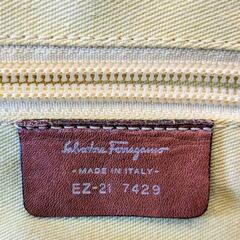 Salvatore Ferragamo
—MADE IN ITALY—
EZ-21 7429